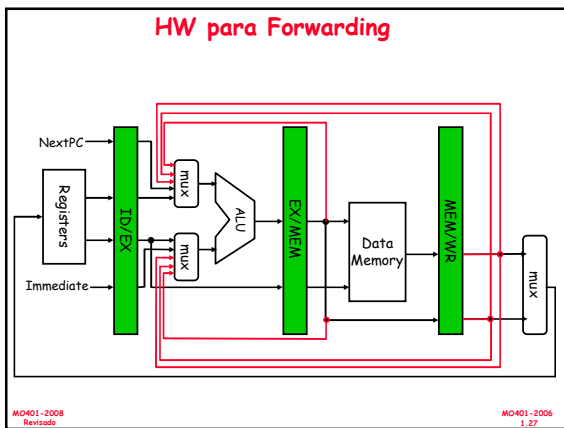 HW para Forwarding
NextPC
Registers
Immediate
ID/EX
mux
mux
ALU
EX/MEM
Data
Memory
MEM/WR
mux
MO401-2008
Revisado
MO401-2006
1.27